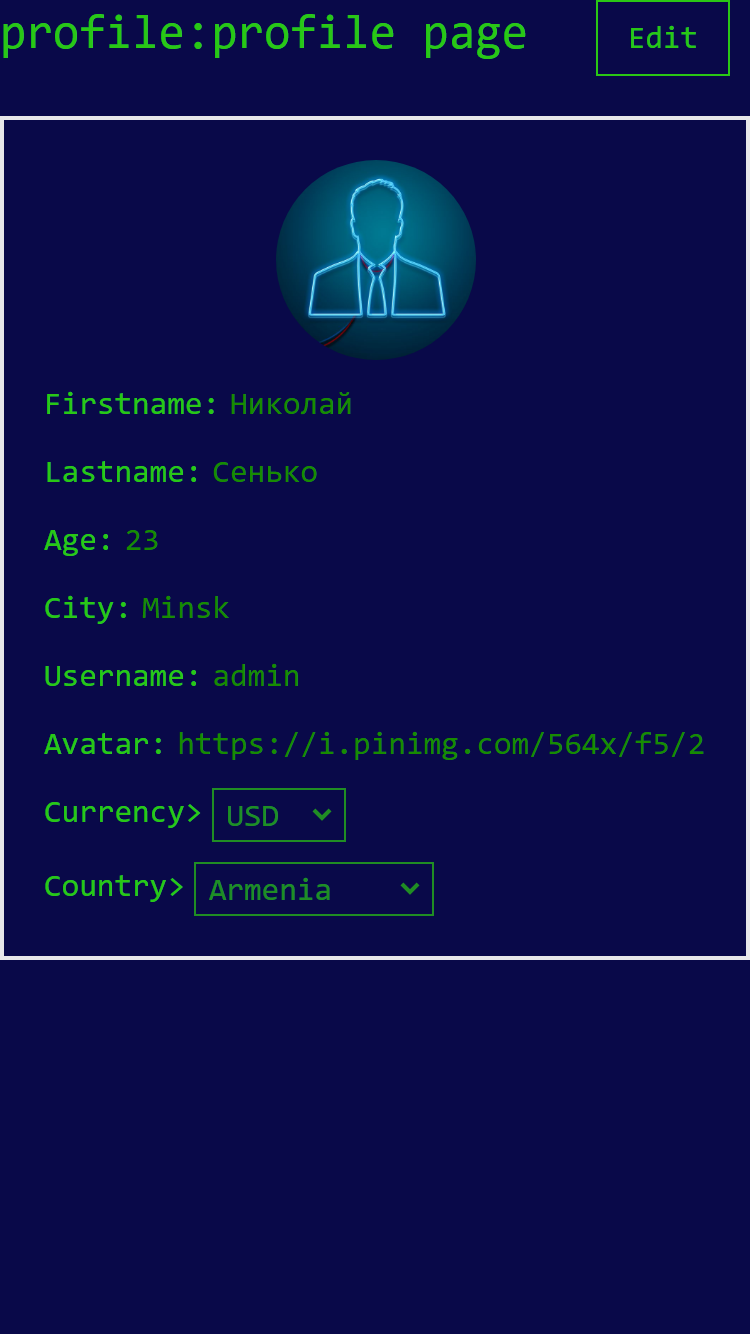 profile:profile page Edit
Firstname: Николай
Lastname: Сенько
Age: 23
City: Minsk
Username: admin
Avatar: https://i.pinimg.com/564x/f5/2
Currency> USD
Country> Armenia